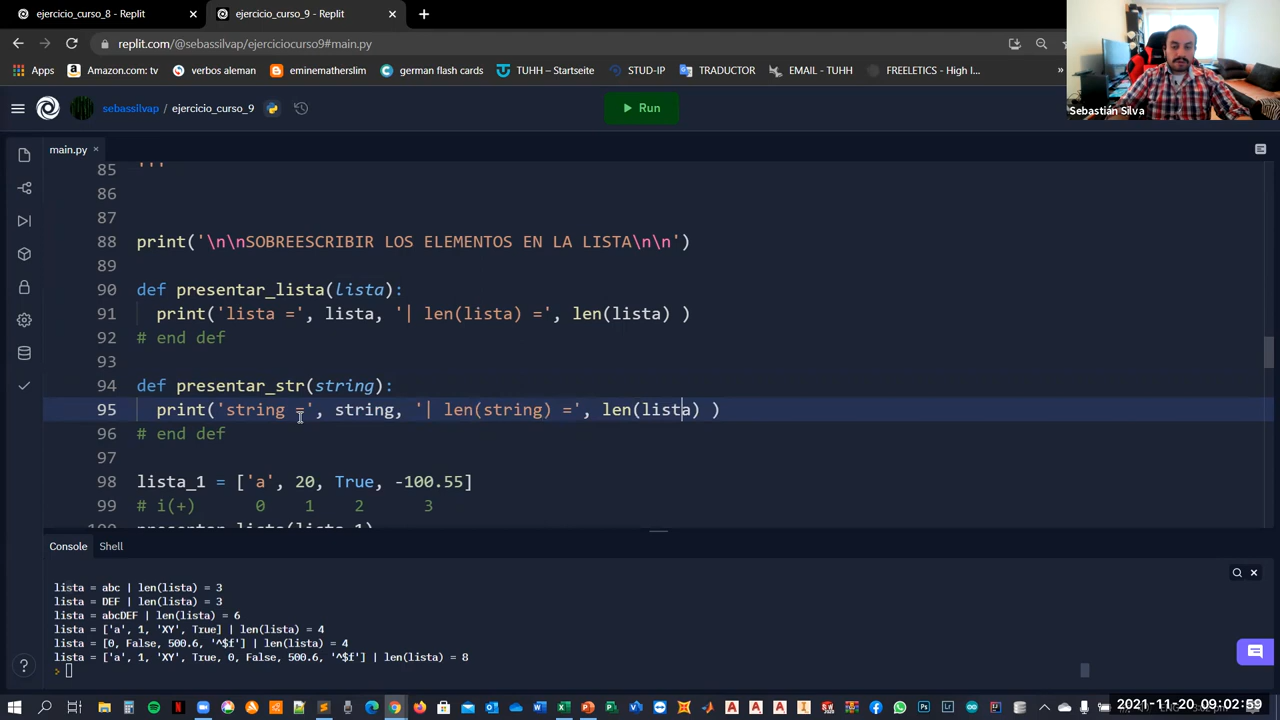 ejercicio_curso_8 - Replit
ejercicio_curso_9 - Replit
replit.com/@sebassilvap/ejerciciocurso9#main.py
Apps
Amazon.com: tv
verbos aleman
eminematherslim
german 6
TUHH – Startseite
STUD-IP
TRADUCTOR
EMAIL - TUHH
FREELETICS - High I...
»
Sebastián Silva
sebassilvap / ejercicio_curso_9
Run
main.py
85 '''
86
87
88 print('\n\nSOBREESCRIBIR LOS ELEMENTOS EN LA LISTA\n\n')
89
90 def presentar_lista(lista):
91 print('lista =', lista, '| len(lista) =', len(lista) )
92 # end def
93
94 def presentar_str(string):
95 print('string =', string, '| len(string) =', len(lista) )
96 # end def
97
98 lista_1 = ['a', 20, True, -100.55]
99 # i(+) 0 1 2 3
100 presentar_lista(lista_1)
Console
Shell
lista = abc | len(lista) = 3
lista = DEF | len(lista) = 3
lista = abcDEF | len(lista) = 6
lista = ['a', 1, 'XY', True] | len(lista) = 4
lista = [0, False, 500.6, '^$f'] | len(lista) = 4
lista = ['a', 1, 'XY', True, 0, False, 500.6, '^$f'] | len(lista) = 8
>
2021-11-20 09:02:59